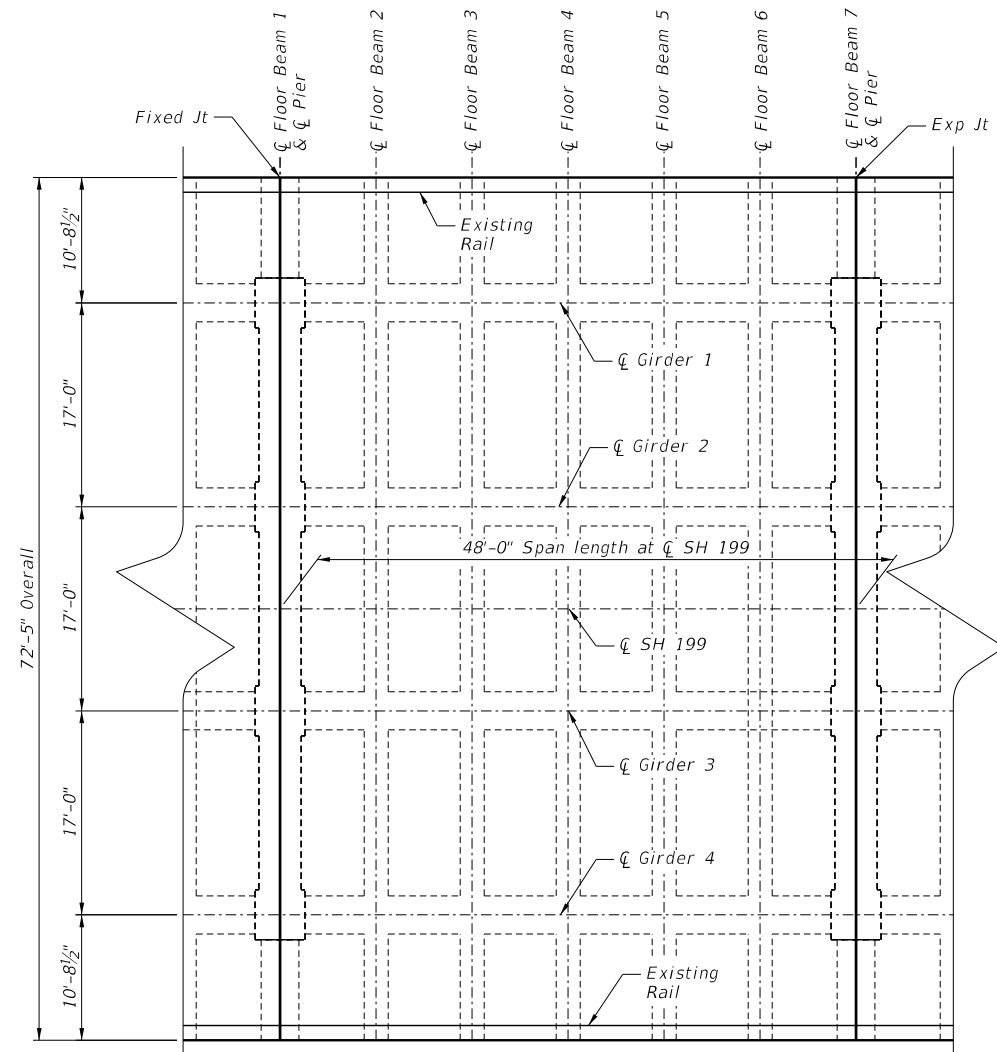 ℄ Floor Beam 1
& ℄ Pier
℄ Floor Beam 2
℄ Floor Beam 3
℄ Floor Beam 4
℄ Floor Beam 5
℄ Floor Beam 6
℄ Floor Beam 7
& ℄ Pier
Fixed Jt
Exp Jt
10'-8½"
Existing
Rail
℄ Girder 1
17'-0"
℄ Girder 2
48'-0" Span length at ℄ SH 199
17'-0"
72'-5" Overall
℄ SH 199
℄ Girder 3
17'-0"
℄ Girder 4
10'-8½"
Existing
Rail